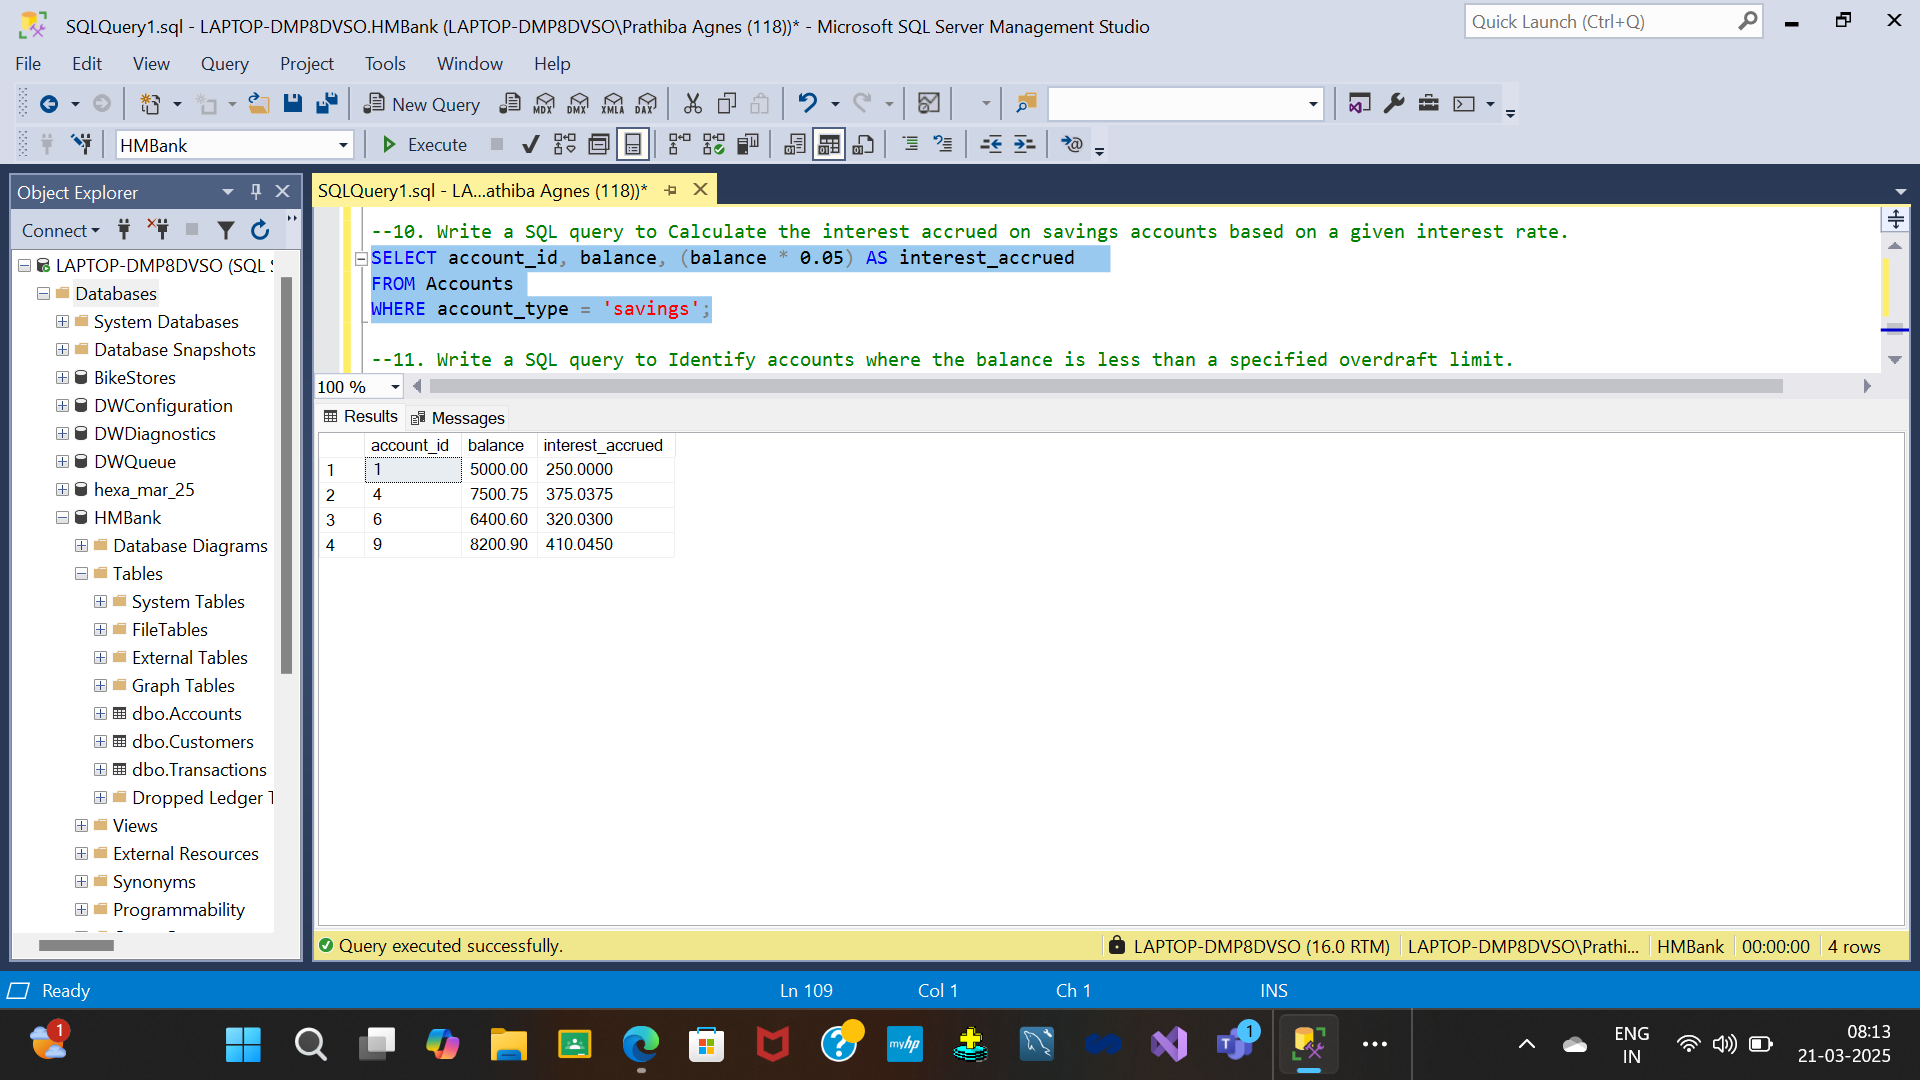 SQLQuery1.sql - LAPTOP-DMP8DVSO.HMBank (LAPTOP-DMP8DVSO\Prathiba Agnes (118))* - Microsoft SQL Server Management Studio
Quick Launch (Ctrl+Q)
File Edit View Query Project Tools Window Help
New Query MDX DMX XMLA DAX
HMBank Execute
Object Explorer
SQLQuery1.sql - LA...athiba Agnes (118))*
Connect
LAPTOP-DMP8DVSO (SQL S
Databases
System Databases
Database Snapshots
BikeStores
DWConfiguration
DWDiagnostics
DWQueue
hexa_mar_25
HMBank
Database Diagrams
Tables
System Tables
FileTables
External Tables
Graph Tables
dbo.Accounts
dbo.Customers
dbo.Transactions
Dropped Ledger T
Views
External Resources
Synonyms
Programmability
--10. Write a SQL query to Calculate the interest accrued on savings accounts based on a given interest rate.
SELECT account_id, balance, (balance * 0.05) AS interest_accrued
FROM Accounts
WHERE account_type = 'savings';
--11. Write a SQL query to Identify accounts where the balance is less than a specified overdraft limit.
100 %
Results Messages
account_id balance interest_accrued
1 1 5000.00 250.0000
2 4 7500.75 375.0375
3 6 6400.60 320.0300
4 9 8200.90 410.0450
Query executed successfully. LAPTOP-DMP8DVSO (16.0 RTM) LAPTOP-DMP8DVSO\Prathi... HMBank 00:00:00 4 rows
Ready Ln 109 Col 1 Ch 1 INS
1
myhp
1
ENG
IN
08:13
21-03-2025